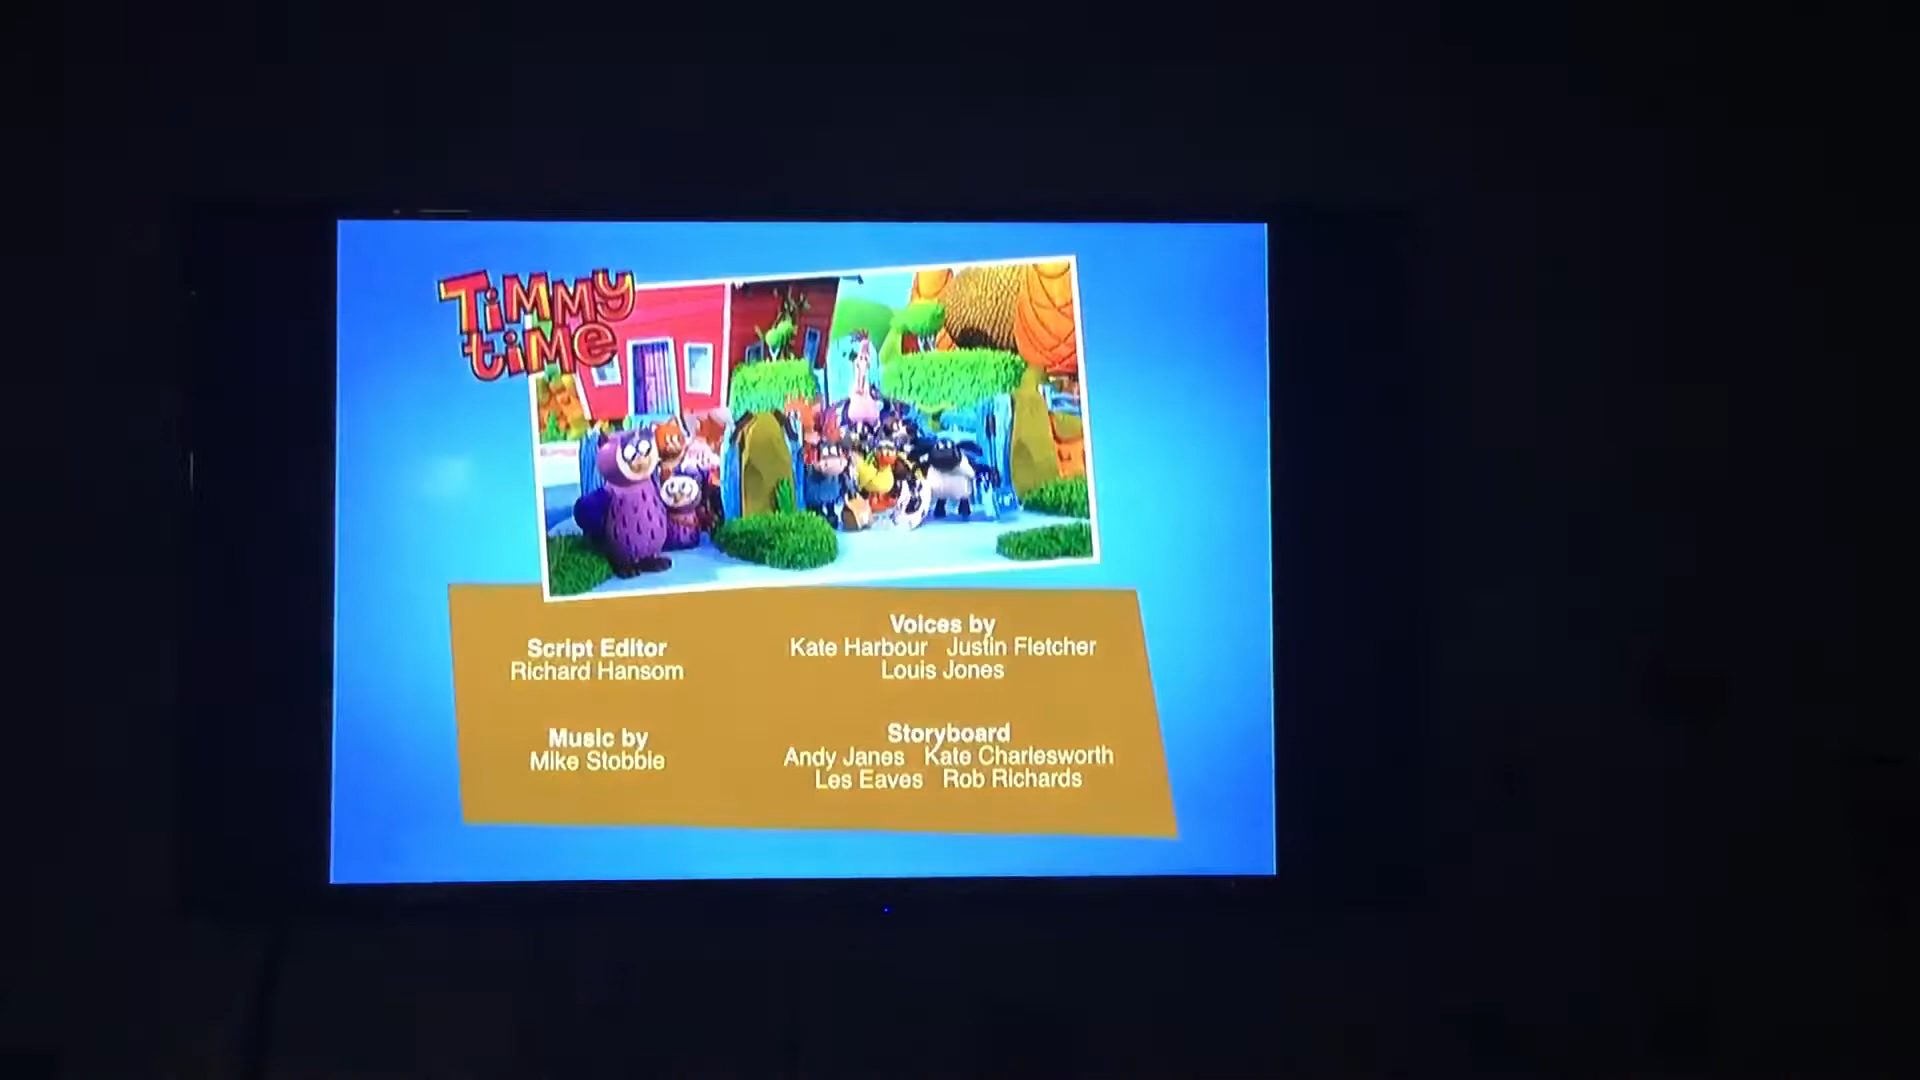 Timmy
time
Script Editor
Richard Hansom
Music by
Mike Stobbie
Voices by
Kate Harbour Justin Fletcher
Louis Jones
Storyboard
Andy Janes Kate Charlesworth
Les Eaves Rob Richards